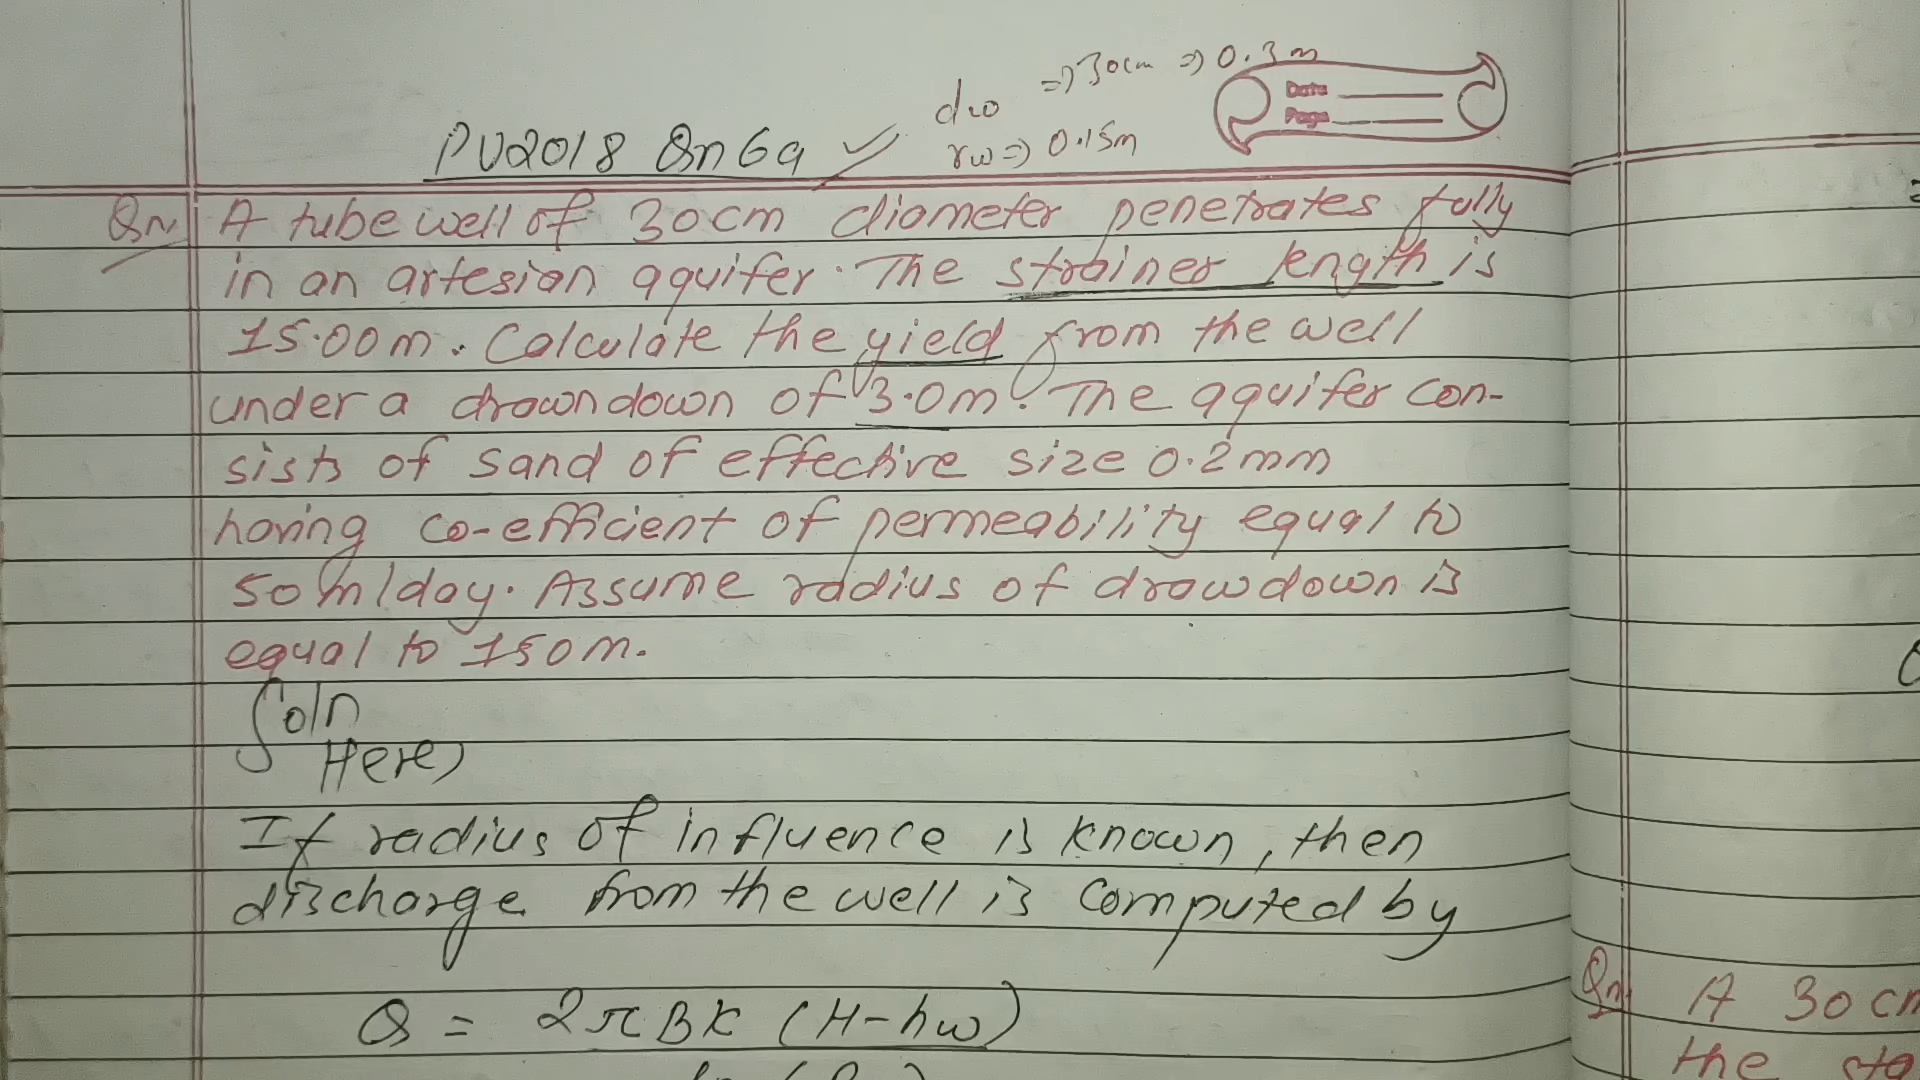 dw => 30cm => 0.3m
rw => 0.15m
Date
Page
PU2018 Qn6a
Qn A tube well of 30cm diameter penetrates fully
in an artesian aquifer. The strainer length is
15.00m. Calculate the yield from the well
under a drawndown of 3.0m. The aquifer con-
sists of sand of effective size 0.2mm
having co-efficient of permeability equal to
50m/day. Assume radius of drawdown is
equal to 150m.
Soln
Here,
If radius of influence is known, then
discharge from the well is computed by
Q = 2πBK (H-hw)
Qn A 30 cm
the